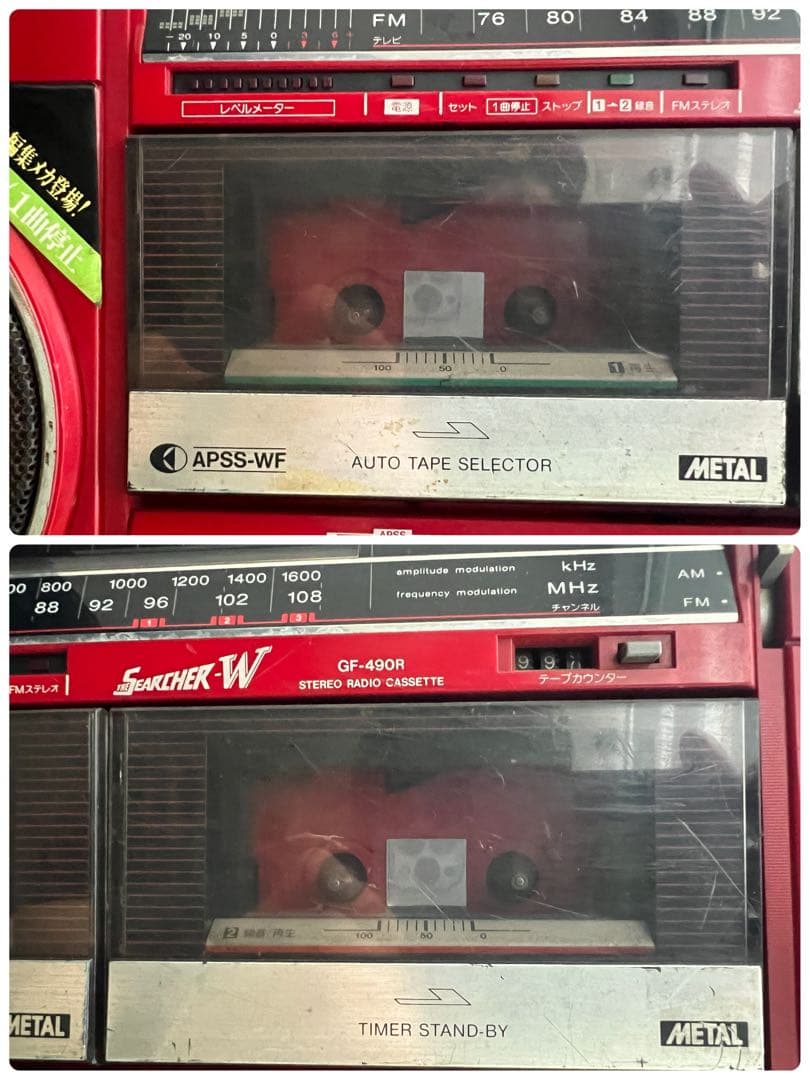 FM 76 80 84 88 92
テレビ
-20 10 5 0 3 6 +
レベルメーター 電源 セット 1曲停止 ストップ 1→2 録音 FMステレオ
編集メカ登場!
1曲停止
100 50 0 1 再生
APSS-WF AUTO TAPE SELECTOR METAL
APSS
800 1000 1200 1400 1600 amplitude modulation kHz AM
88 92 96 102 108 frequency modulation MHz FM
1 2 3 チャンネル
THE SEARCHER-W GF-490R
STEREO RADIO CASSETTE
FMステレオ テープカウンター
2 録音/再生 100 50 0
METAL TIMER STAND-BY METAL